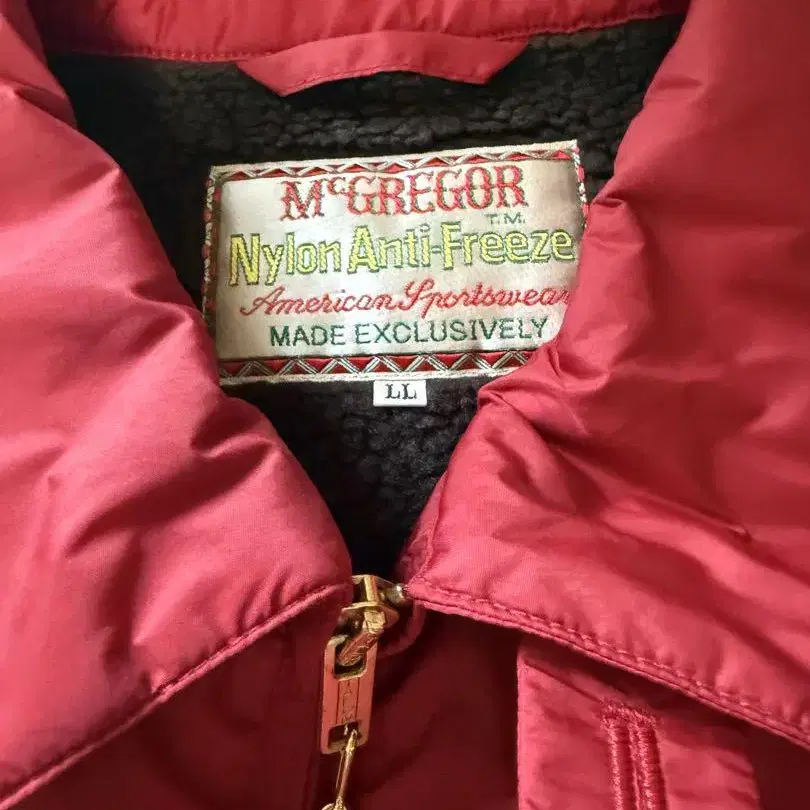 McGREGOR
T.M.
Nylon Anti-Freeze
American Sportswear
MADE EXCLUSIVELY
LL